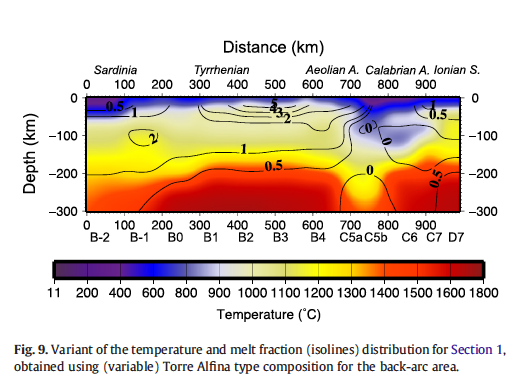 Distance (km)
Sardinia Tyrrhenian Aeolian A. Calabrian A. Ionian S.
0 100 200 300 400 500 600 700 800 900
Depth (km)
0 0
−100 −100
−200 −200
−300 −300
0.5 1 2 1 0.5 5 3 2 0 0 0 1 0.5 0.5
0 100 200 300 400 500 600 700 800 900
B-2 B-1 B0 B1 B2 B3 B4 C5a C5b C6 C7 D7
11 200 400 600 800 900 1000 1100 1200 1300 1400 1500 1600 1800
Temperature (°C)
Fig. 9. Variant of the temperature and melt fraction (isolines) distribution for Section 1,
obtained using (variable) Torre Alfina type composition for the back-arc area.